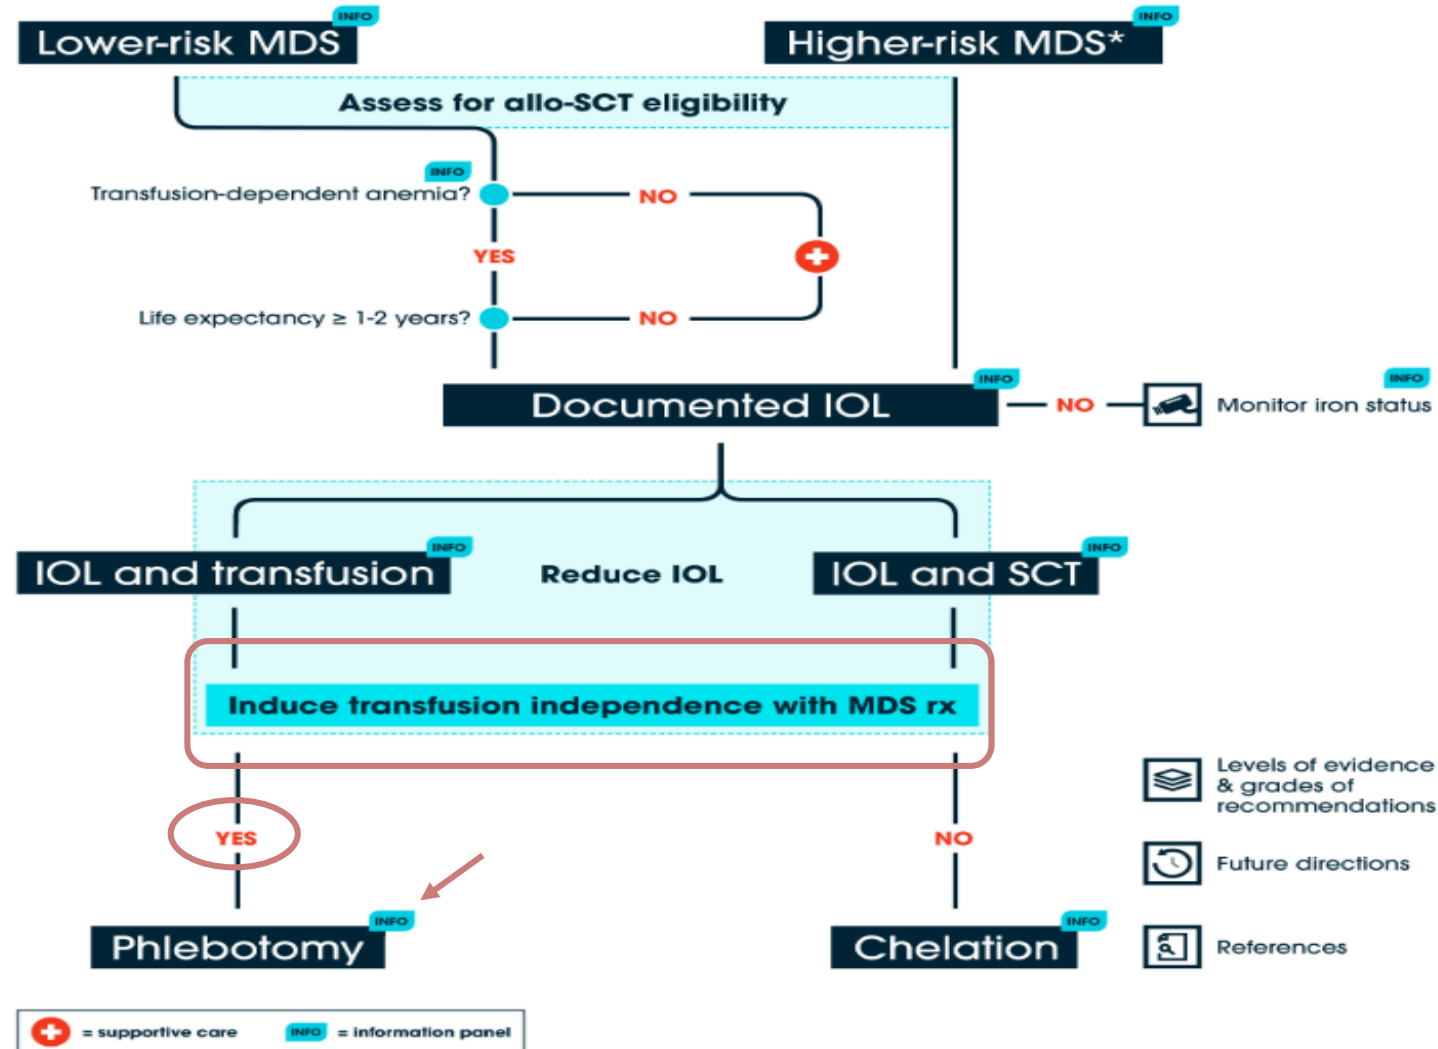 INFO
INFO
Lower-risk MDS
Higher-risk MDS*
Assess for allo-SCT eligibility
INFO
Transfusion-dependent anemia?
NO
YES
Life expectancy ≥ 1-2 years?
NO
INFO
INFO
Documented IOL
NO
Monitor iron status
INFO
INFO
IOL and transfusion
Reduce IOL
IOL and SCT
Induce transfusion independence with MDS rx
Levels of evidence
& grades of
recommendations
YES
NO
Future directions
INFO
INFO
Phlebotomy
Chelation
References
= supportive care
INFO = information panel